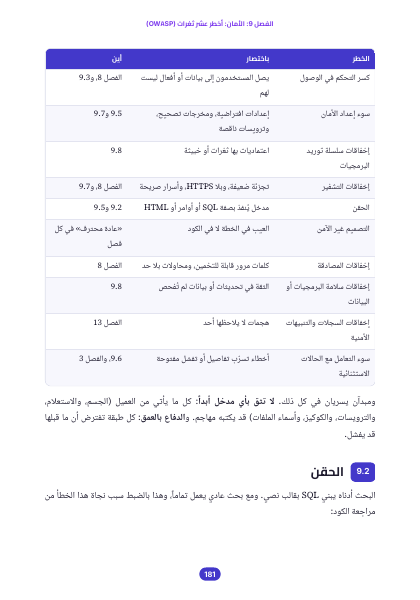 الفصل 9: الأمان: أخطر عشر ثغرات (OWASP)
الخطر باختصار أين
كسر التحكم في الوصول يصل المستخدمون إلى بيانات أو أفعال ليست الفصل 8، و9.3
لهم
سوء إعداد الأمان إعدادات افتراضية، ومخرجات تصحيح، 9.5 و9.7
وترويسات ناقصة
إخفاقات سلسلة توريد اعتماديات بها ثغرات أو خبيثة 9.8
البرمجيات
إخفاقات التشفير تجزئة ضعيفة، وبلا HTTPS، وأسرار صريحة الفصل 8، و9.7
الحقن مدخل يُنفذ بصفة SQL أو أوامر أو HTML 9.2 و9.5
التصميم غير الآمن العيب في الخطة لا في الكود «عادة محترف» في كل
فصل
إخفاقات المصادقة كلمات مرور قابلة للتخمين، ومحاولات بلا حد الفصل 8
إخفاقات سلامة البرمجيات أو الثقة في تحديثات أو بيانات لم تُفحص 9.8
البيانات
إخفاقات السجلات والتنبيهات هجمات لا يلاحظها أحد الفصل 13
الأمنية
سوء التعامل مع الحالات أخطاء تسرّب تفاصيل أو تفشل مفتوحة 9.6، والفصل 3
الاستثنائية
ومبدآن يسريان في كل ذلك. لا تثق بأي مدخل أبداً: كل ما يأتي من العميل (الجسم، والاستعلام،
والترويسات، والكوكيز، وأسماء الملفات) قد يكتبه مهاجم. والدفاع بالعمق: كل طبقة تفترض أن ما قبلها
قد يفشل.
9.2 الحقن
البحث أدناه يبني SQL بقالب نصي. ومع بحث عادي يعمل تماماً، وهذا بالضبط سبب نجاة هذا الخطأ من
مراجعة الكود:
181